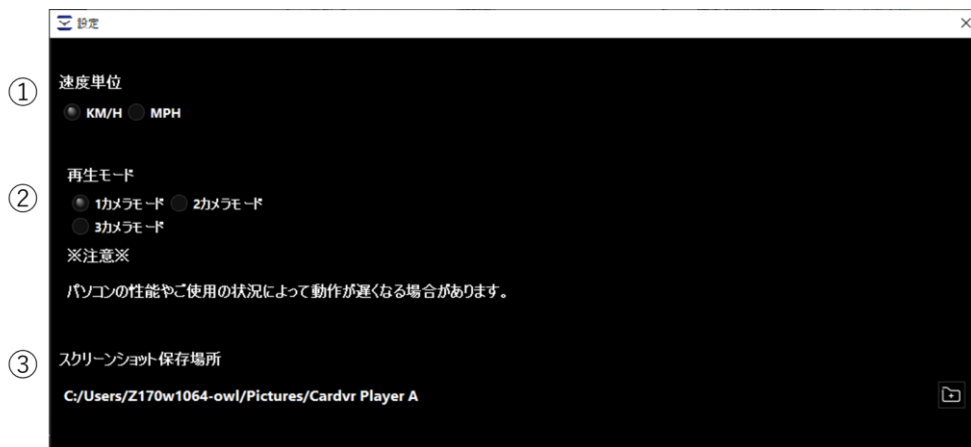 設定
①
速度単位
KM/H MPH
②
再生モード
1カメラモード 2カメラモード
3カメラモード
※注意※
パソコンの性能やご使用の状況によって動作が遅くなる場合があります。
③
スクリーンショット保存場所
C:/Users/Z170w1064-owl/Pictures/Cardvr Player A